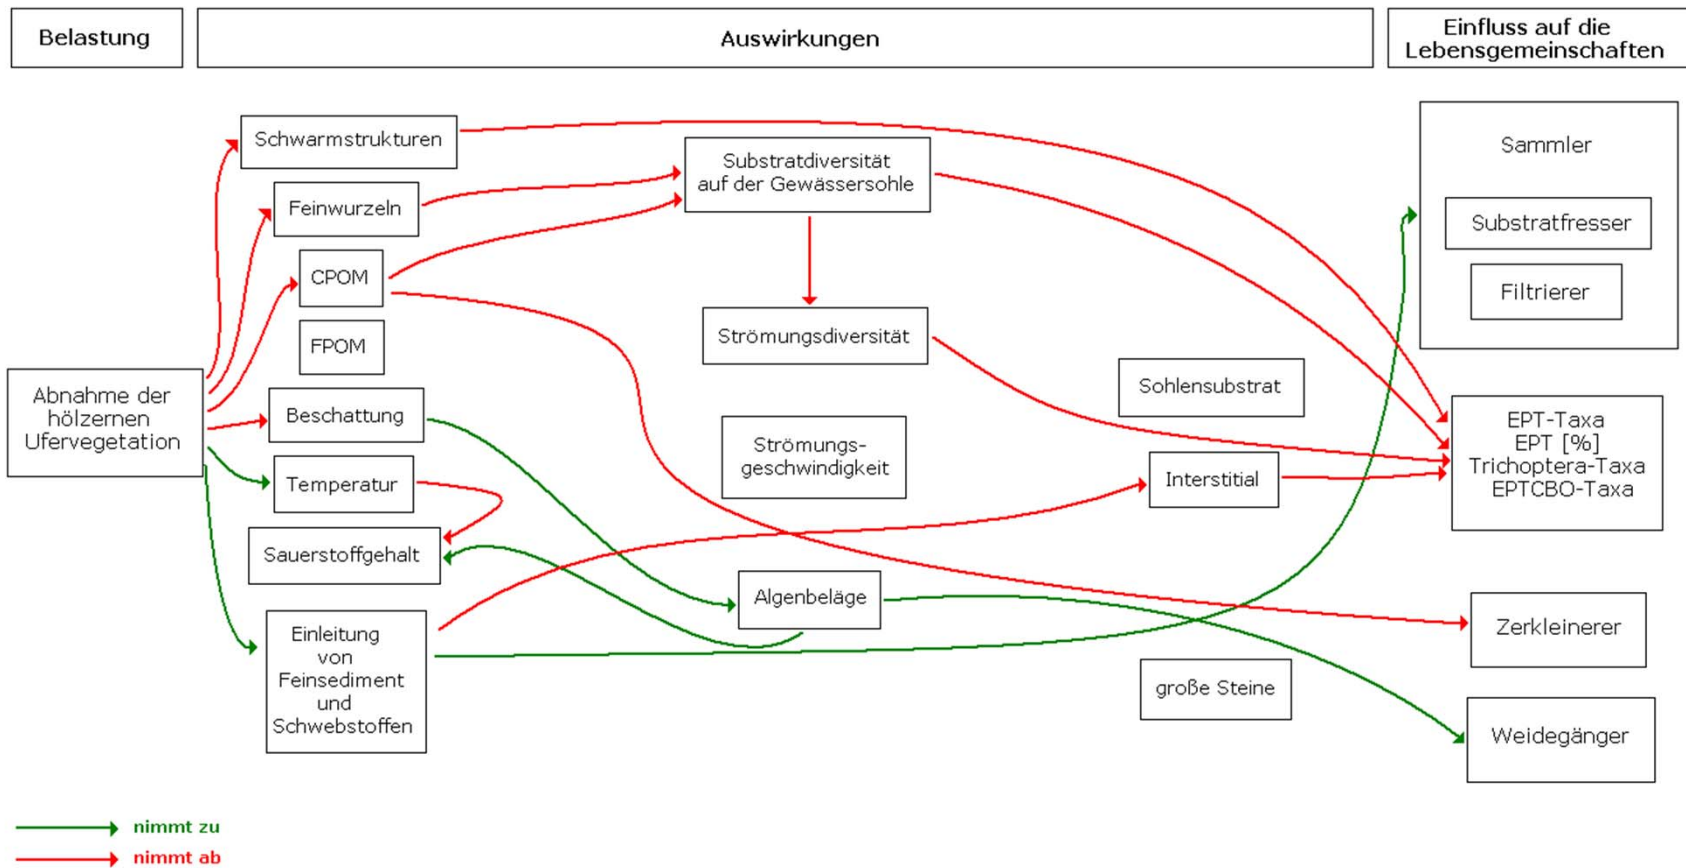 Belastung
Auswirkungen
Einfluss auf die
Lebensgemeinschaften
Schwarmstrukturen
Feinwurzeln
CPOM
FPOM
Abnahme der
hölzernen
Ufervegetation
Beschattung
Temperatur
Sauerstoffgehalt
Einleitung
von
Feinsediment
und
Schwebstoffen
Substratdiversität
auf der Gewässersohle
Strömungsdiversität
Strömungs-
geschwindigkeit
Algenbeläge
Sohlensubstrat
Interstitial
große Steine
Sammler
Substratfresser
Filtrierer
EPT-Taxa
EPT [%]
Trichoptera-Taxa
EPTCBO-Taxa
Zerkleinerer
Weidegänger
nimmt zu
nimmt ab